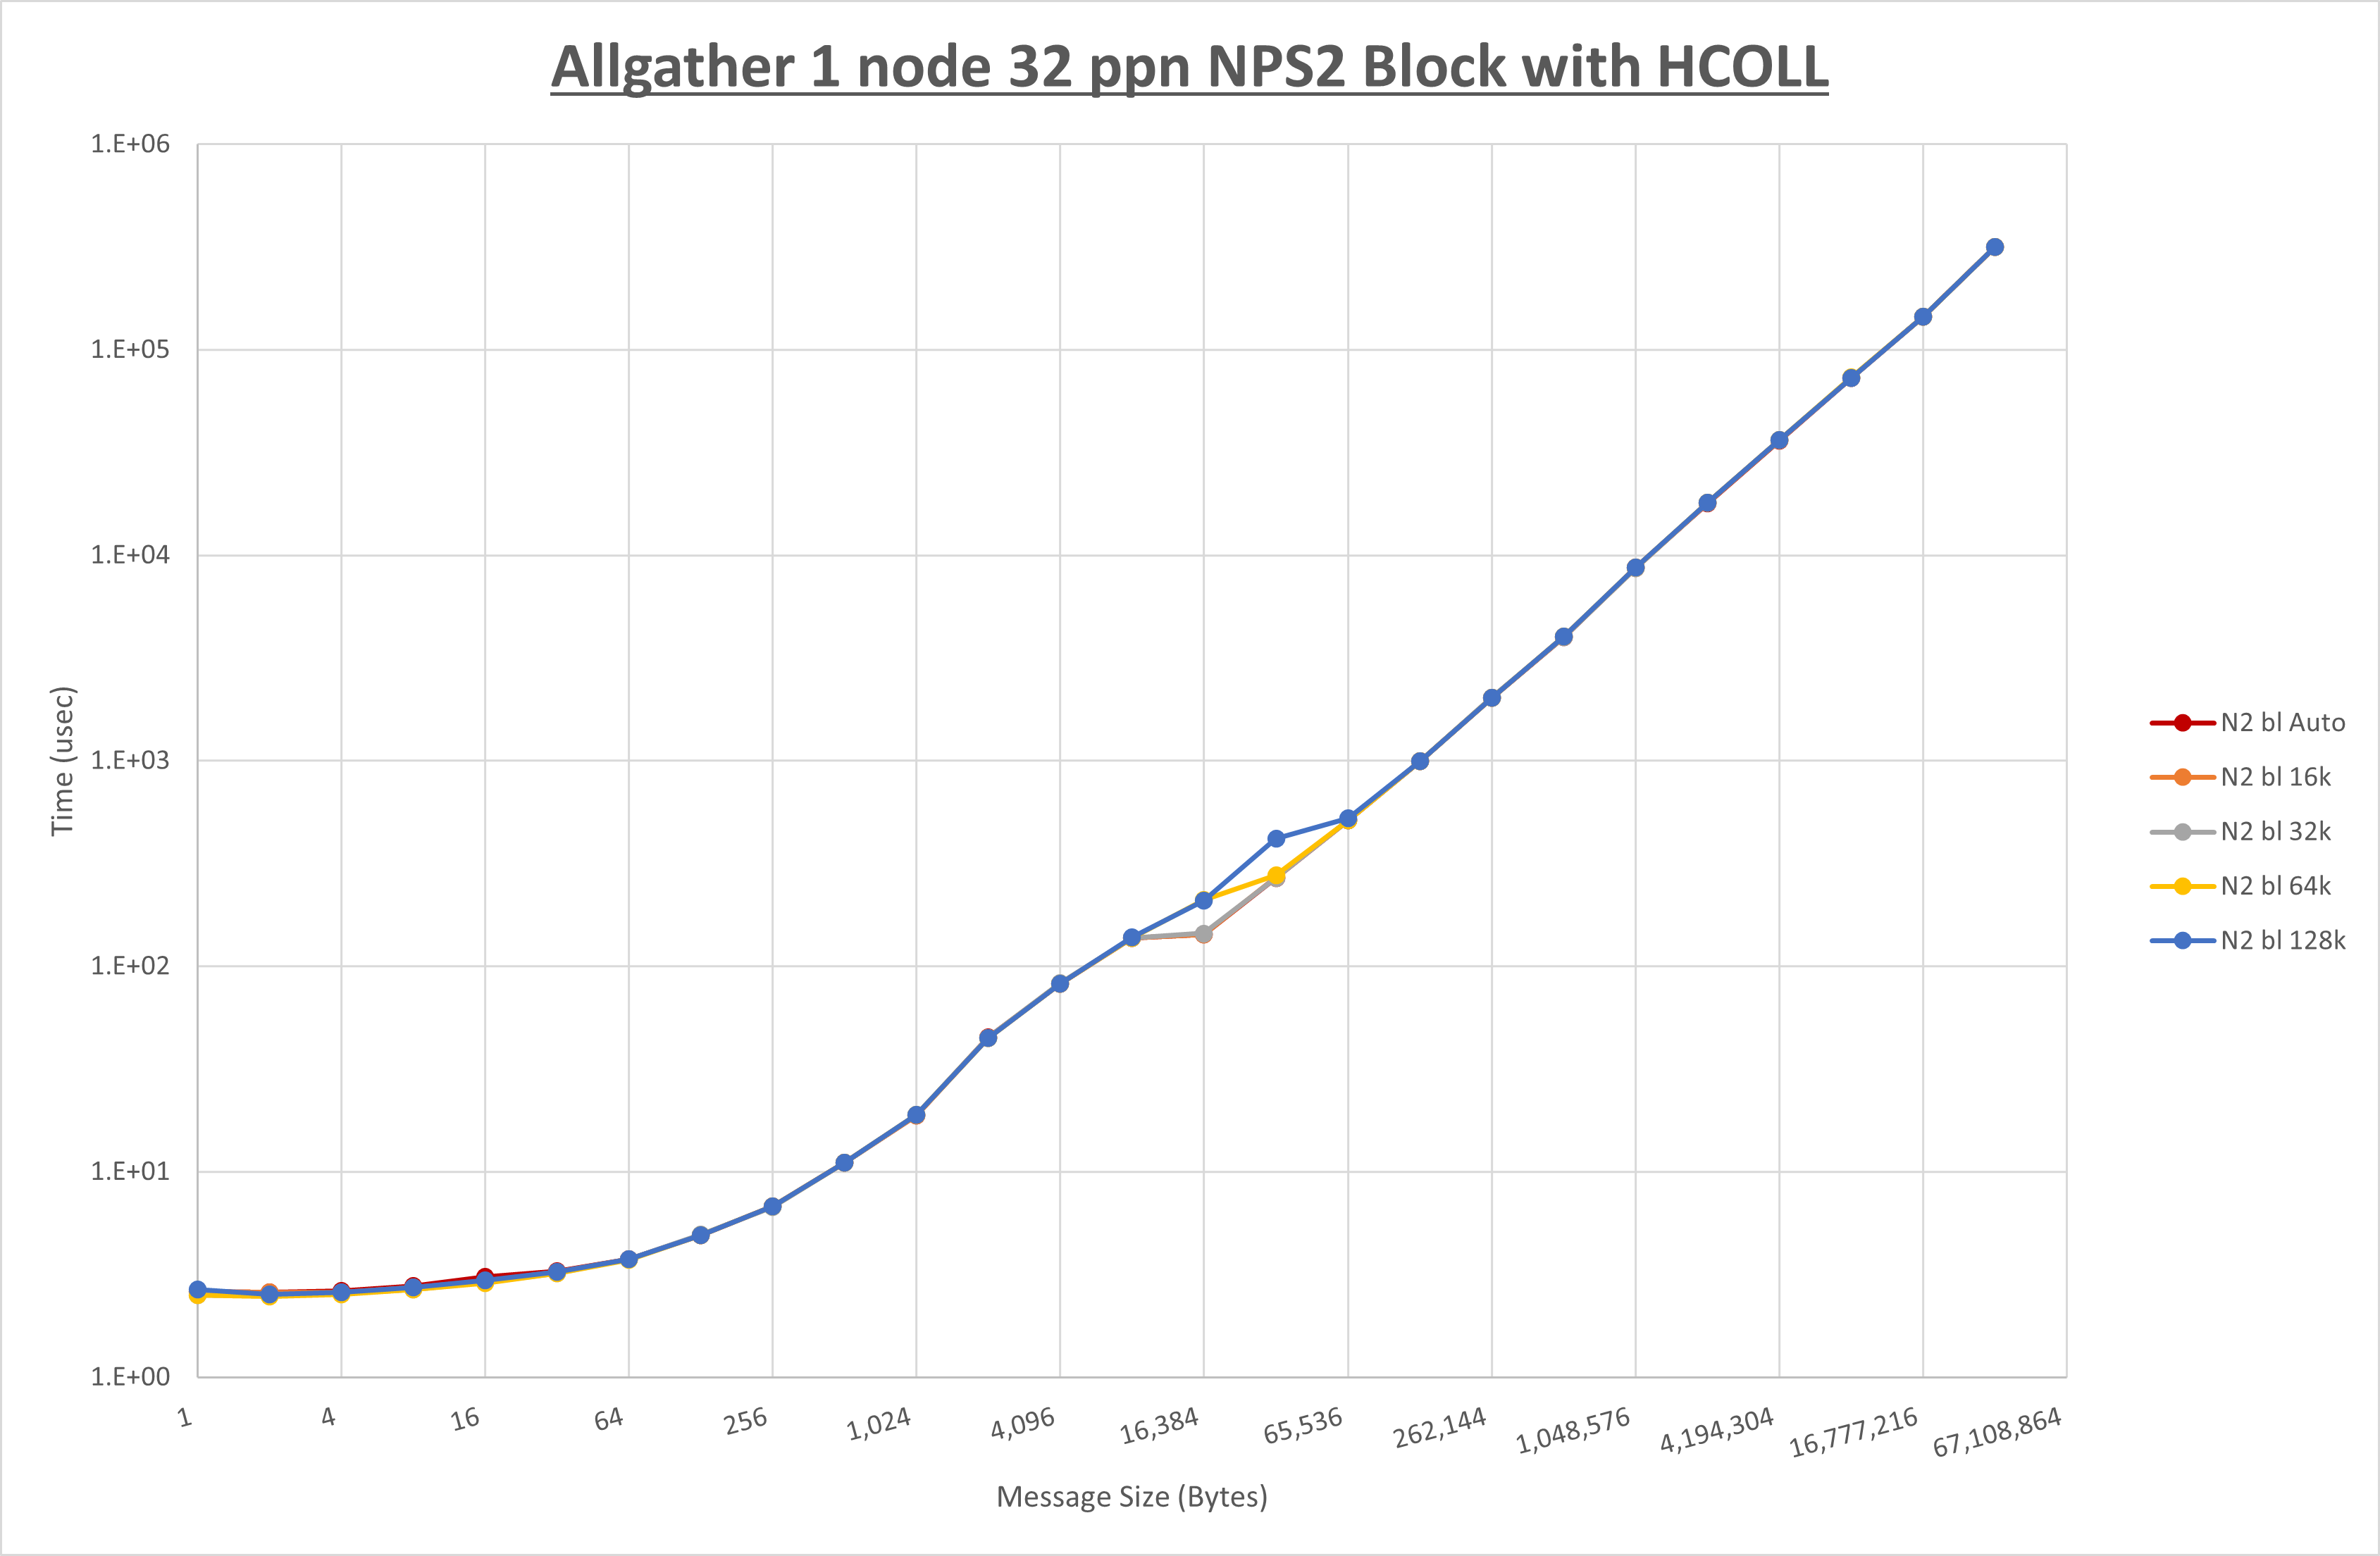 Allgather 1 node 32 ppn NPS2 Block with HCOLL
1.E+06
1.E+05
1.E+04
1.E+03
1.E+02
1.E+01
1.E+00
Time (usec)
1 4 16 64 256 1,024 4,096 16,384 65,536 262,144 1,048,576 4,194,304 16,777,216 67,108,864
Message Size (Bytes)
N2 bl Auto
N2 bl 16k
N2 bl 32k
N2 bl 64k
N2 bl 128k